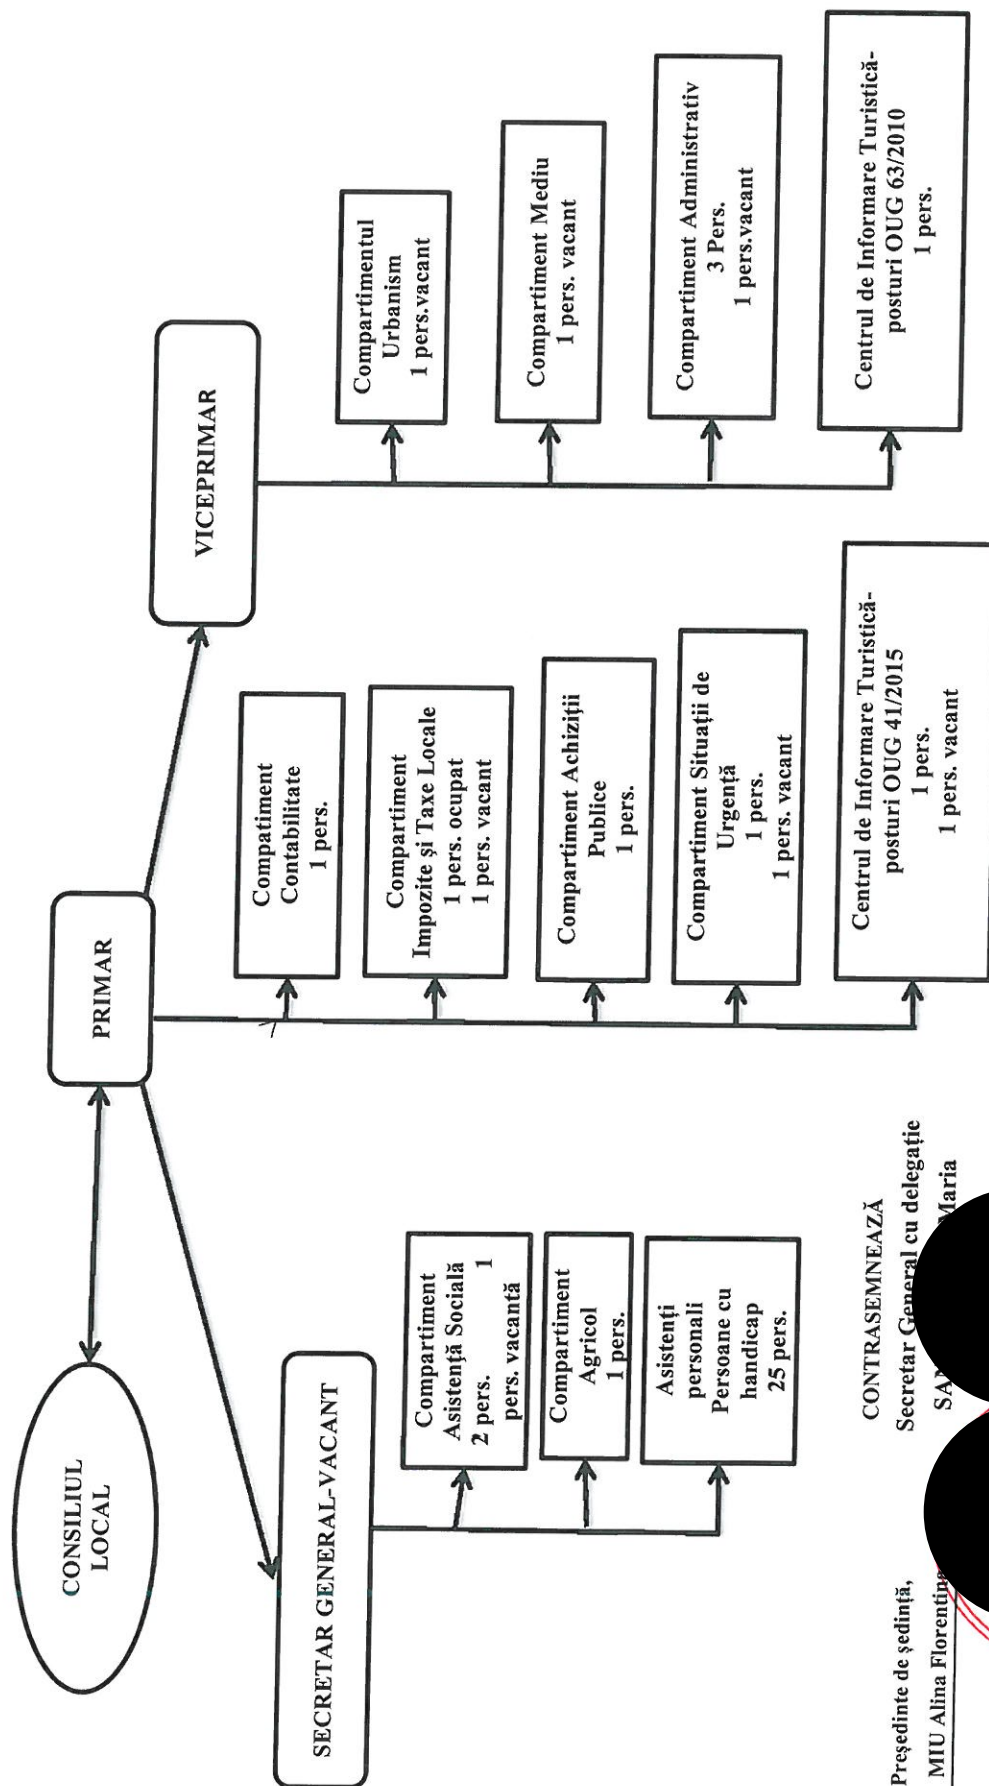 CONSILIUL
LOCAL
PRIMAR
VICEPRIMAR
SECRETAR GENERAL-VACANT
Compartiment
Asistență Socială
2 pers. 1
pers. vacantă
Compartiment
Agricol
1 pers.
Asistenți
personali
Persoane cu
handicap
25 pers.
Compatiment
Contabilitate
1 pers.
Compartiment
Impozite și Taxe Locale
1 pers. ocupat
1 pers. vacant
Compartiment Achiziții
Publice
1 pers.
Compartiment Situații de
Urgență
1 pers.
1 pers. vacant
Centrul de Informare Turistică-
posturi OUG 41/2015
1 pers.
1 pers. vacant
Compartimentul
Urbanism
1 pers.vacant
Compartiment Mediu
1 pers. vacant
Compartiment Administrativ
3 Pers.
1 pers.vacant
Centrul de Informare Turistică-
posturi OUG 63/2010
1 pers.
Președinte de ședință,
MIU Alina Florentina
CONTRASEMNEAZĂ
Secretar General cu delegație
Maria